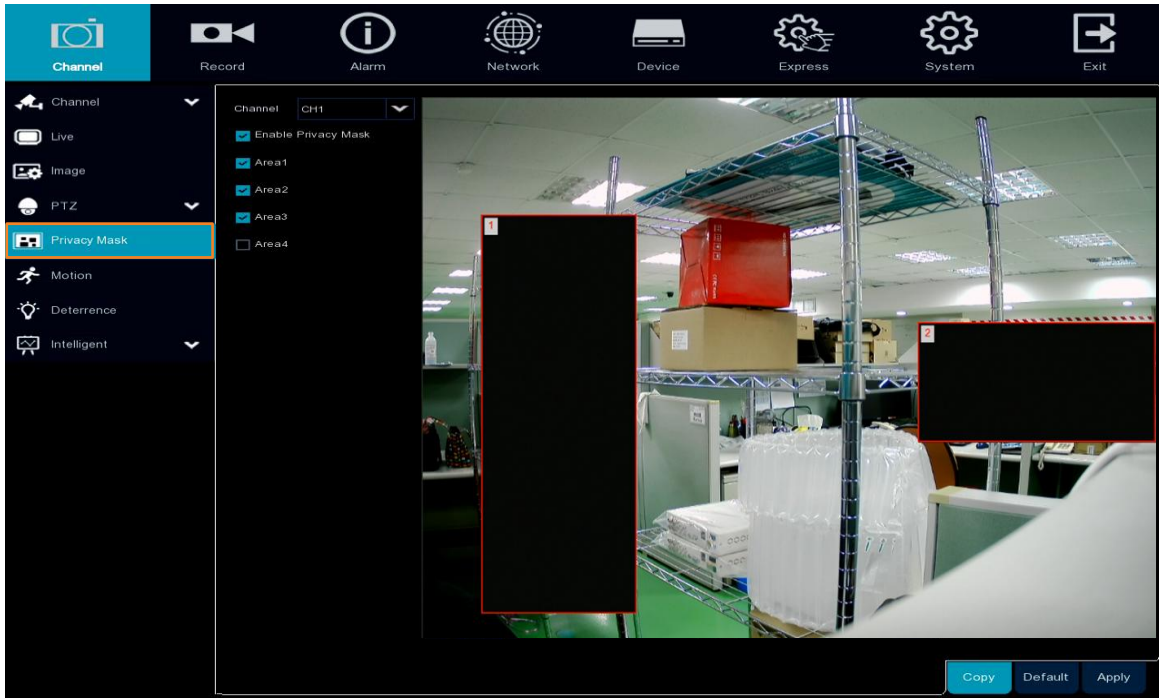 Channel Record Alarm Network Device Express System Exit
Channel
Live
Image
PTZ
Privacy Mask
Motion
Deterrence
Intelligent
Channel CH1
Enable Privacy Mask
Area1
Area2
Area3
Area4
1
2
Copy Default Apply